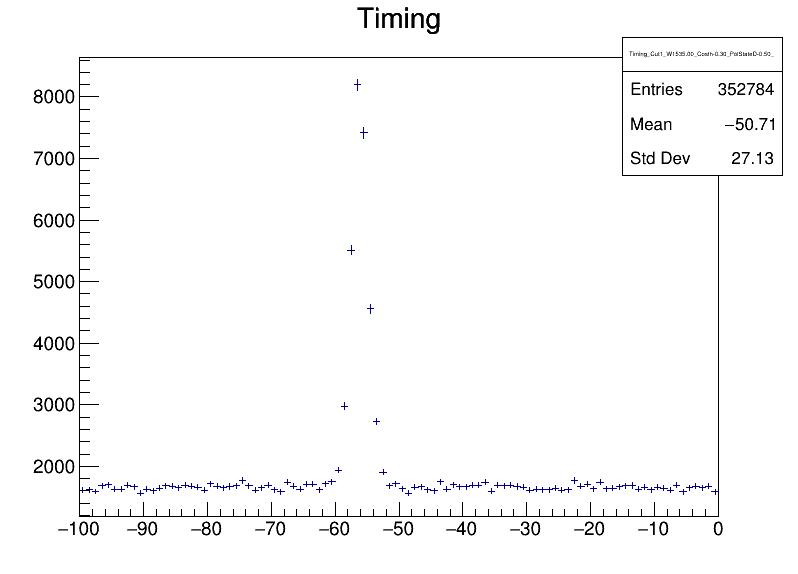 Timing
Timing_Cut1_W1535.00_Costh-0.30_PolStateD-0.50_
Entries 352784
Mean −50.71
Std Dev 27.13
8000
7000
6000
5000
4000
3000
2000
−100 −90 −80 −70 −60 −50 −40 −30 −20 −10 0